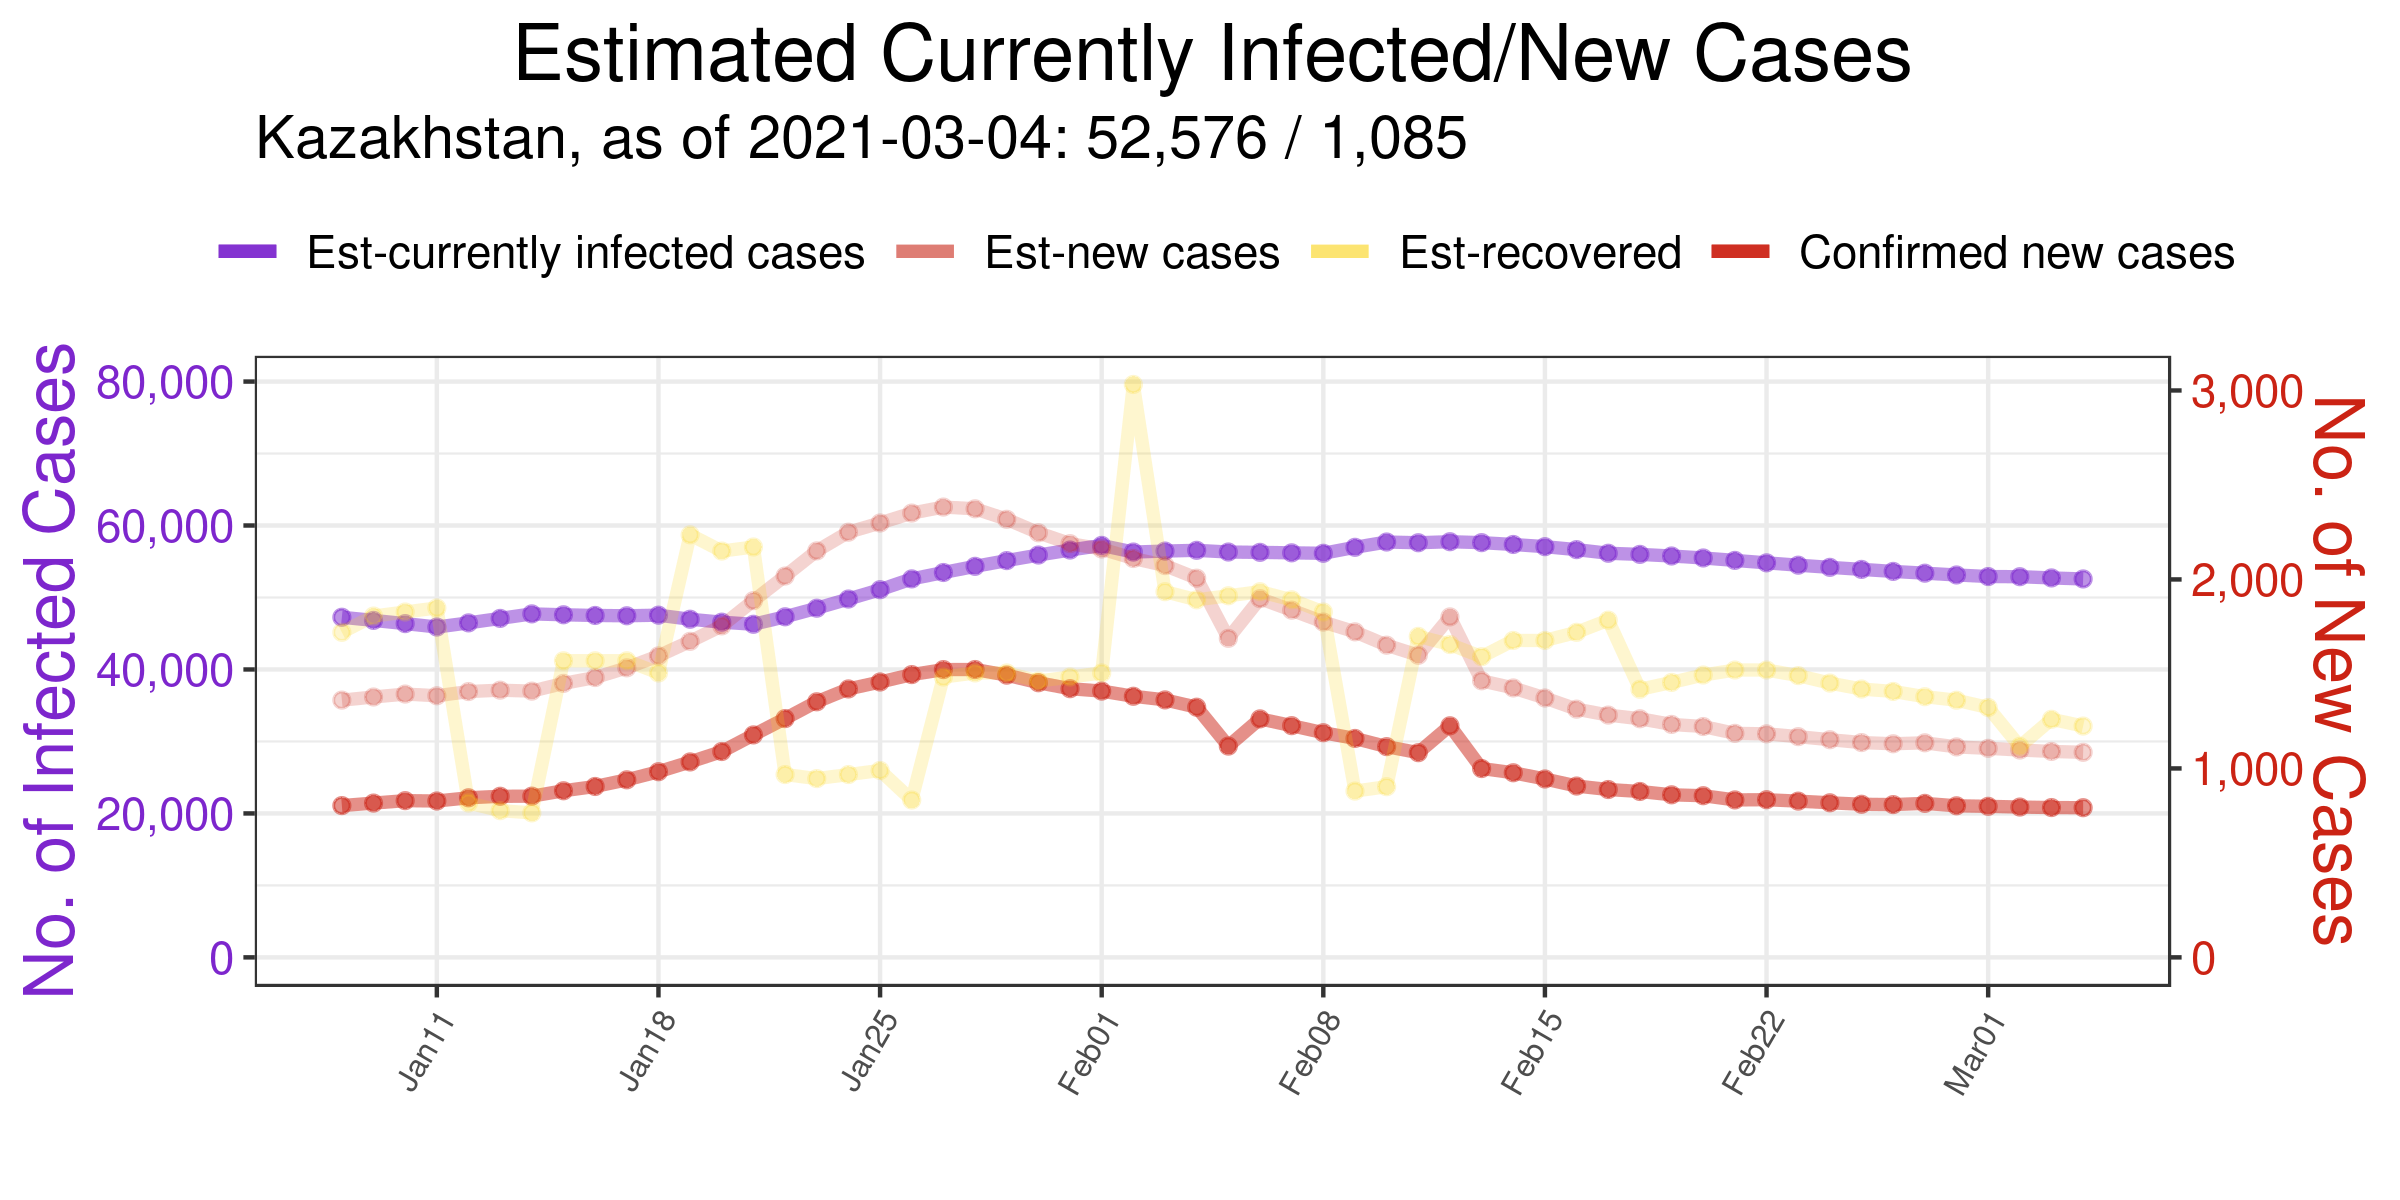 Estimated Currently Infected/New Cases
Kazakhstan, as of 2021-03-04: 52,576 / 1,085
Est-currently infected cases Est-new cases Est-recovered Confirmed new cases
No. of Infected Cases
80,000
60,000
40,000
20,000
0
3,000
2,000
1,000
0
No. of New Cases
Jan11 Jan18 Jan25 Feb01 Feb08 Feb15 Feb22 Mar01